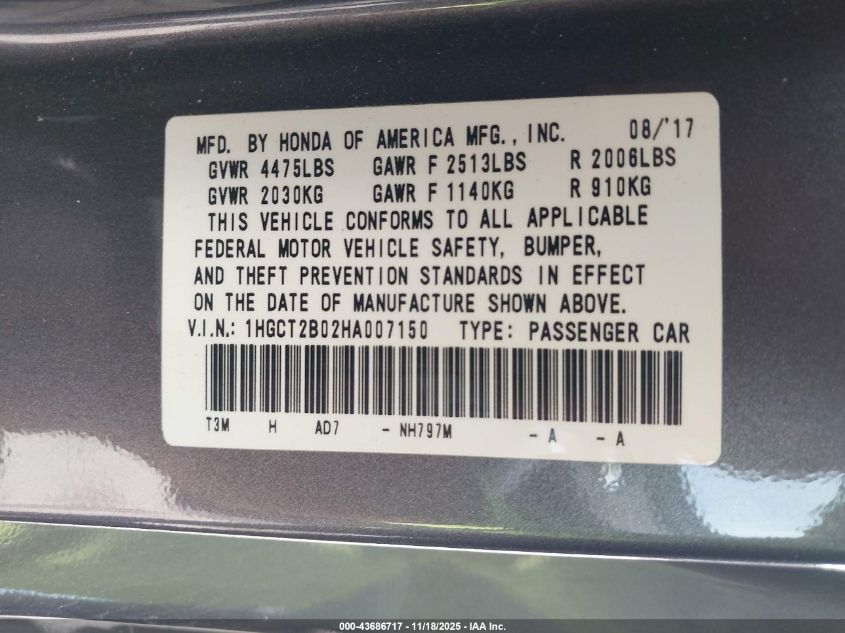 MFD. BY HONDA OF AMERICA MFG., INC. 08/'17
GVWR 4475LBS GAWR F 2513LBS R 2006LBS
GVWR 2030KG GAWR F 1140KG R 910KG
THIS VEHICLE CONFORMS TO ALL APPLICABLE
FEDERAL MOTOR VEHICLE SAFETY, BUMPER,
AND THEFT PREVENTION STANDARDS IN EFFECT
ON THE DATE OF MANUFACTURE SHOWN ABOVE.
V.I.N.: 1HGCT2B02HA007150 TYPE: PASSENGER CAR
T3M H AD7 - NH797M - A - A
000-43686717 - 11/18/2025 - IAA Inc.